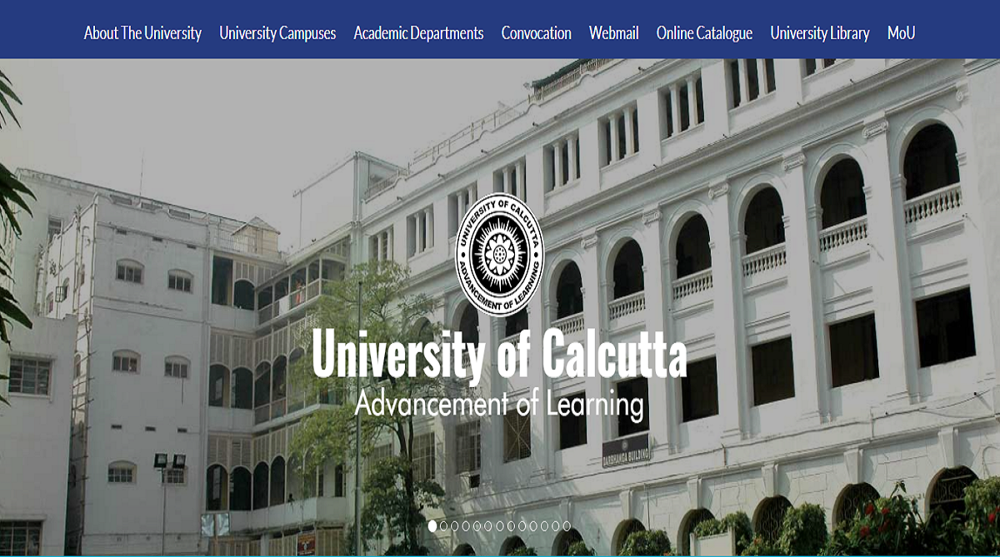 About The University University Campuses Academic Departments Convocation Webmail Online Catalogue University Library MoU
UNIVERSITY OF CALCUTTA
ADVANCEMENT OF LEARNING
University of Calcutta
Advancement of Learning
DARBHANGA BUILDING